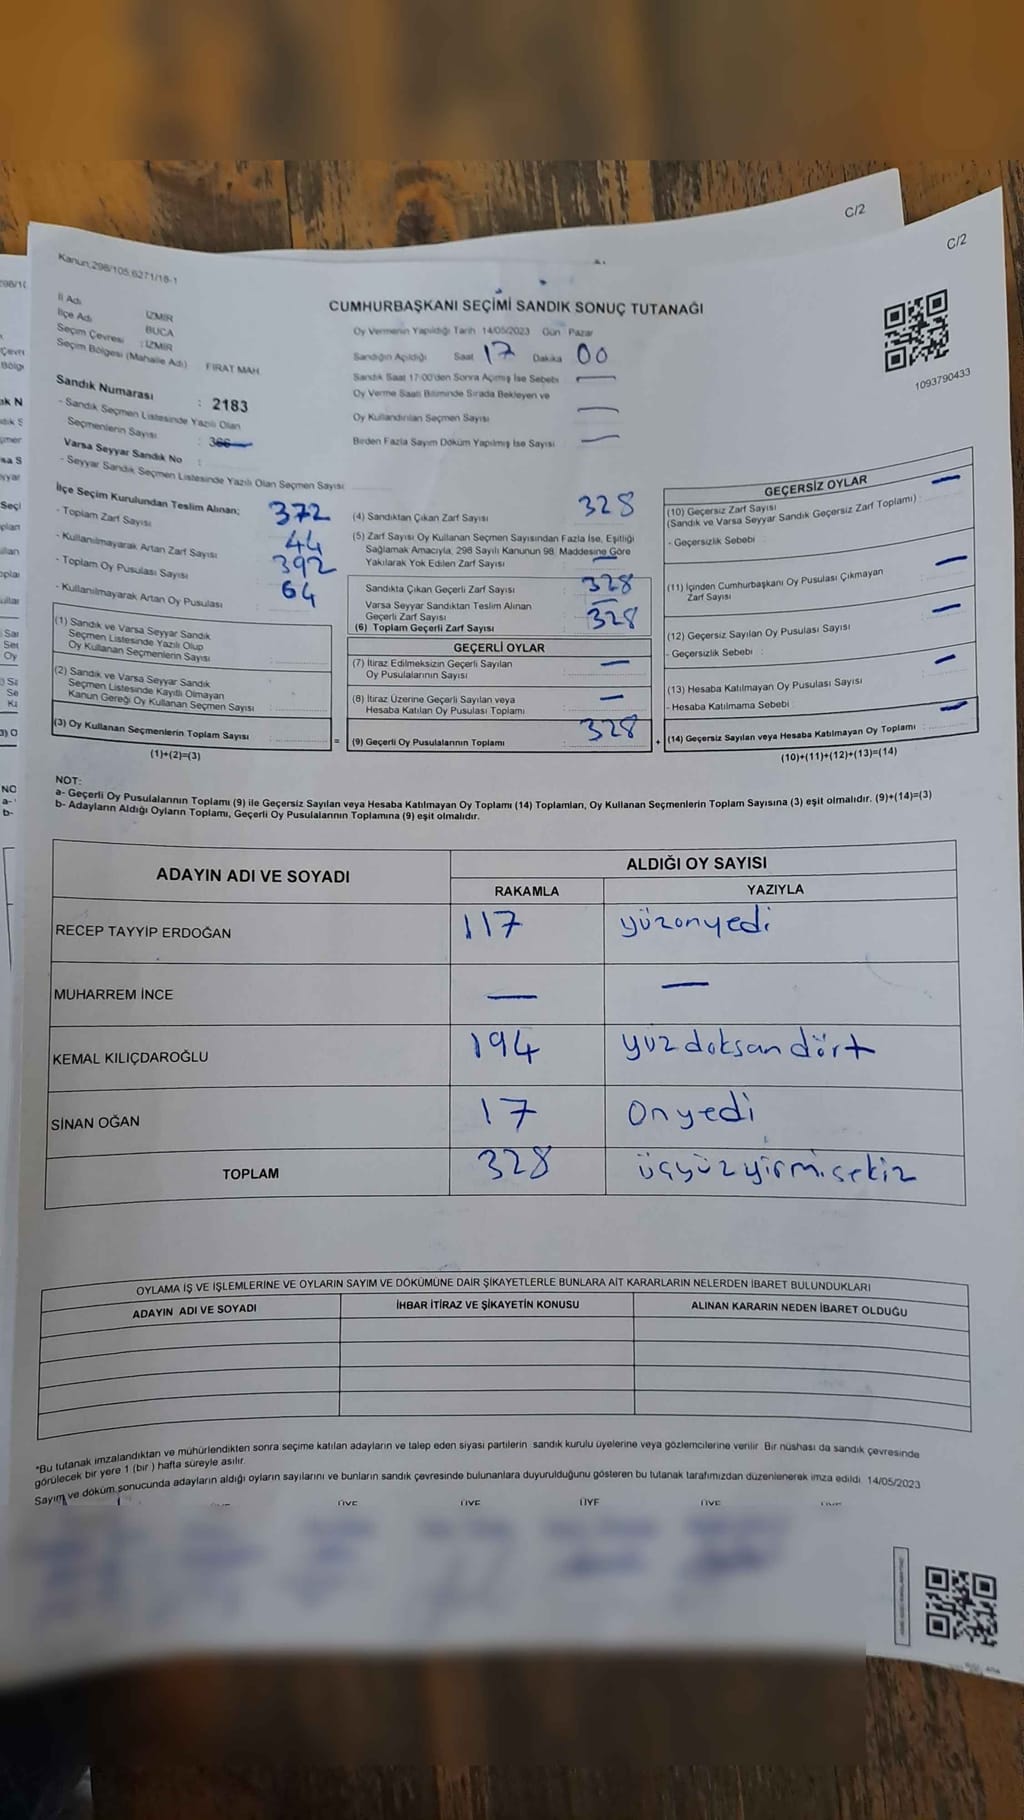 C/2
C/2
Kanun;298/105;6271/18-1
İl Adı : İZMİR
İlçe Adı : BUCA
Seçim Çevresi : İZMİR
Seçim Bölgesi (Mahalle Adı) FIRAT MAH.
Sandık Numarası : 2183
- Sandık Seçmen Listesinde Yazılı Olan
Seçmenlerin Sayısı :
Varsa Seyyar Sandık No :
- Seyyar Sandık Seçmen Listesinde Yazılı Olan Seçmen Sayısı:
CUMHURBAŞKANI SEÇİMİ SANDIK SONUÇ TUTANAĞI
Oy Vermenin Yapıldığı Tarih 14/05/2023 Gün Pazar
Sandığın Açıldığı Saat 17 Dakika 00
Sandık Saat 17:00'den Sonra Açımış İse Sebebi —
Oy Verme Saati Bitiminde Sırada Bekleyen ve
Oy Kullandırılan Seçmen Sayısı —
Birden Fazla Sayım Döküm Yapılmış İse Sayısı —
1093790433
İlçe Seçim Kurulundan Teslim Alınan;
- Toplam Zarf Sayısı 372
- Kullanılmayarak Artan Zarf Sayısı 44
- Toplam Oy Pusulası Sayısı 392
- Kullanılmayarak Artan Oy Pusulası 64
(1) Sandık ve Varsa Seyyar Sandık
Seçmen Listesinde Yazılı Olup
Oy Kullanan Seçmenlerin Sayısı
(2) Sandık ve Varsa Seyyar Sandık
Seçmen Listesinde Kayıtlı Olmayan
Kanun Gereği Oy Kullanan Seçmen Sayısı :
(3) Oy Kullanan Seçmenlerin Toplam Sayısı
(1)+(2)=(3)
(4) Sandıktan Çıkan Zarf Sayısı 328
(5) Zarf Sayısı Oy Kullanan Seçmen Sayısından Fazla İse, Eşitliği
Sağlamak Amacıyla, 298 Sayılı Kanunun 98. Maddesine Göre
Yakılarak Yok Edilen Zarf Sayısı —
Sandıkta Çıkan Geçerli Zarf Sayısı 328
Varsa Seyyar Sandıktan Teslim Alınan
Geçerli Zarf Sayısı —
(6) Toplam Geçerli Zarf Sayısı 328
GEÇERLİ OYLAR
(7) İtiraz Edilmeksizin Geçerli Sayılan
Oy Pusulalarının Sayısı —
(8) İtiraz Üzerine Geçerli Sayılan veya
Hesaba Katılan Oy Pusulası Toplamı —
= (9) Geçerli Oy Pusulalarının Toplamı 328
GEÇERSİZ OYLAR
(10) Geçersiz Zarf Sayısı —
(Sandık ve Varsa Seyyar Sandık Geçersiz Zarf Toplamı) :
- Geçersizlik Sebebi
(11) İçinden Cumhurbaşkanı Oy Pusulası Çıkmayan
Zarf Sayısı —
(12) Geçersiz Sayılan Oy Pusulası Sayısı —
- Geçersizlik Sebebi :
(13) Hesaba Katılmayan Oy Pusulası Sayısı —
- Hesaba Katılmama Sebebi
+ (14) Geçersiz Sayılan veya Hesaba Katılmayan Oy Toplamı —
(10)+(11)+(12)+(13)=(14)
NOT:
a- Geçerli Oy Pusulalarının Toplamı (9) ile Geçersiz Sayılan veya Hesaba Katılmayan Oy Toplamı (14) Toplamları, Oy Kullanan Seçmenlerin Toplam Sayısına (3) eşit olmalıdır. (9)+(14)=(3)
b- Adayların Aldığı Oyların Toplamı, Geçerli Oy Pusulalarının Toplamına (9) eşit olmalıdır.
ADAYIN ADI VE SOYADI ALDIĞI OY SAYISI
RAKAMLA YAZIYLA
RECEP TAYYİP ERDOĞAN 117 yüzonyedi
MUHARREM İNCE — —
KEMAL KILIÇDAROĞLU 194 yüzdoksandört
SİNAN OĞAN 17 Onyedi
TOPLAM 328 üçyüzyirmisekiz
OYLAMA İŞ VE İŞLEMLERİNE VE OYLARIN SAYIM VE DÖKÜMÜNE DAİR ŞİKAYETLERLE BUNLARA AİT KARARLARIN NELERDEN İBARET BULUNDUKLARI
ADAYIN ADI VE SOYADI İHBAR İTİRAZ VE ŞİKAYETİN KONUSU ALINAN KARARIN NEDEN İBARET OLDUĞU
*Bu tutanak imzalandıktan ve mühürlendikten sonra seçime katılan adayların ve talep eden siyasi partilerin sandık kurulu üyelerine veya gözlemcilerine verilir. Bir nüshası da sandık çevresinde
görülecek bir yere 1 (bir) hafta süreyle asılır.
Sayım ve döküm sonucunda adayların aldığı oyların sayılarını ve bunların sandık çevresinde bulunanlara duyurulduğunu gösteren bu tutanak tarafımızdan düzenlenerek imza edildi. 14/05/2023
ÜYE ÜYE ÜYE ÜYE